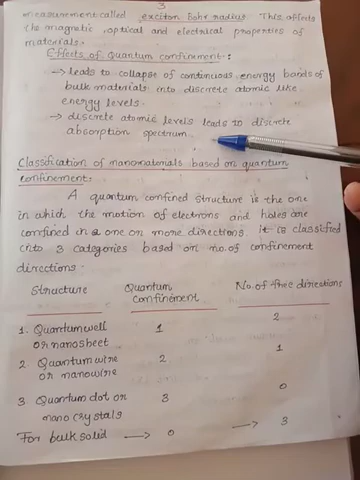 3
measurement called exciton Bohr radius. This affects
the magnetic optical and electrical properties of
materials.
Effects of Quantum confinement:
→ leads to collapse of continuous energy bands of
bulk materials into discrete atomic like
energy levels.
→ discrete atomic levels leads to discrete
absorption spectrum
Classification of nanomaterials based on quantum
confinement:
A quantum confined structure is the one
in which the motion of electrons and holes are
confined in one or more directions. It is classified
into 3 categories based on no. of confinement
directions.
Structure Quantum confinement No. of free directions
1. Quantum well or nanosheet 1 2
2 Quantum wire or nanowire 2 1
3 Quantum dot or nano crystals 3 0
For bulk solid → 0 → 3